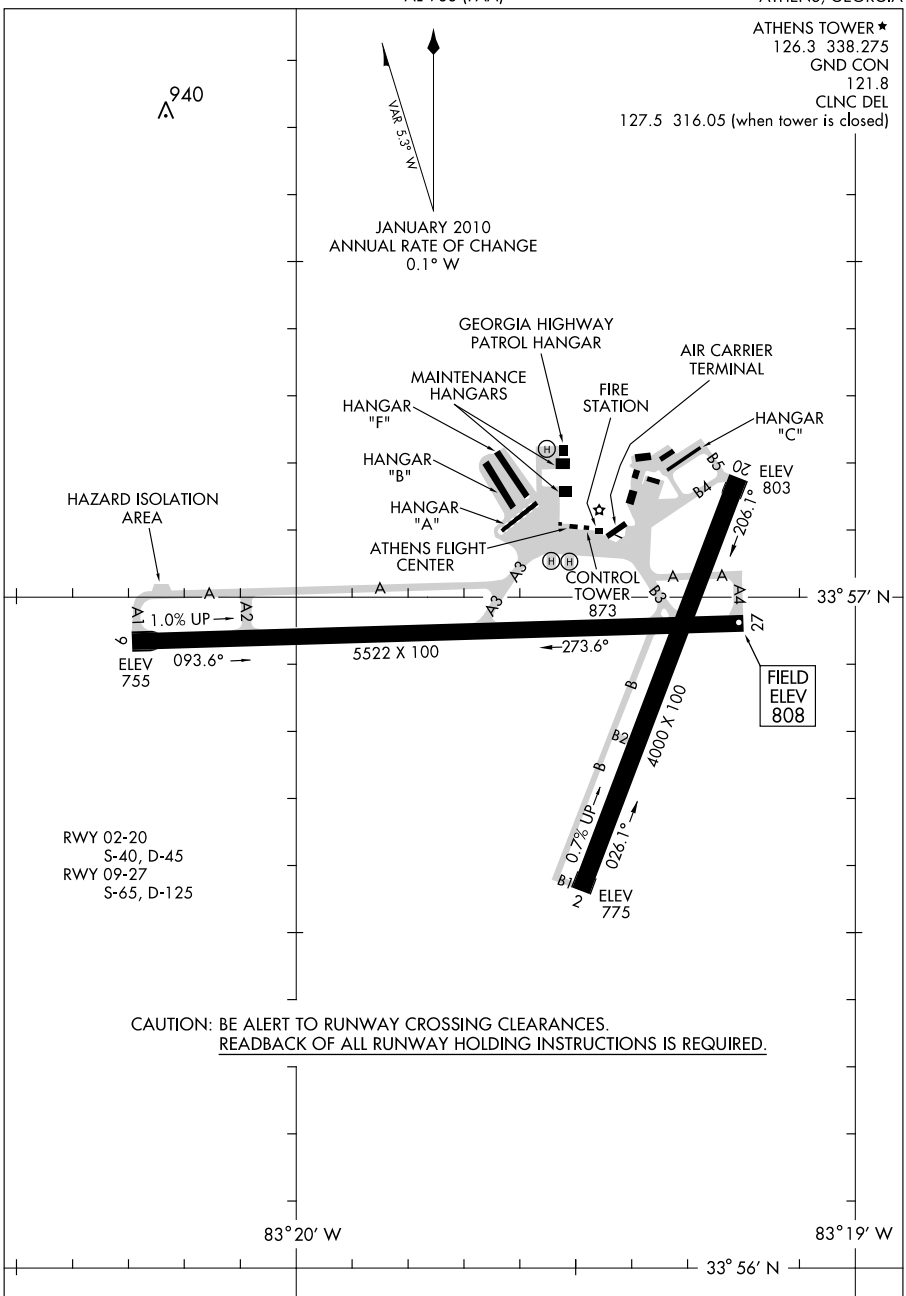 ATHENS, GEORGIA
ATHENS TOWER
126.3 338.275
GND CON
121.8
CLNC DEL
127.5 316.05 (when tower is closed)
940
VAR 5.3° W
JANUARY 2010
ANNUAL RATE OF CHANGE
0.1° W
GEORGIA HIGHWAY
PATROL HANGAR
AIR CARRIER
TERMINAL
MAINTENANCE
HANGARS
FIRE
STATION
HANGAR
"F"
HANGAR
"C"
HANGAR
"B"
HANGAR
"A"
HAZARD ISOLATION
AREA
ATHENS FLIGHT
CENTER
CONTROL
TOWER
873
H
H H
B5
B4
20
ELEV
803
206.1°
A
A
A3
A3
A
A
A4
B3
33°57' N
A1
1.0% UP
A2
9
ELEV
755
093.6°
5522 X 100
273.6°
27
FIELD
ELEV
808
B
B2
B
4000 X 100
0.7% UP
026.1°
B1
2
ELEV
775
RWY 02-20
S-40, D-45
RWY 09-27
S-65, D-125
CAUTION: BE ALERT TO RUNWAY CROSSING CLEARANCES.
READBACK OF ALL RUNWAY HOLDING INSTRUCTIONS IS REQUIRED.
83°20' W
83°19' W
33°56' N